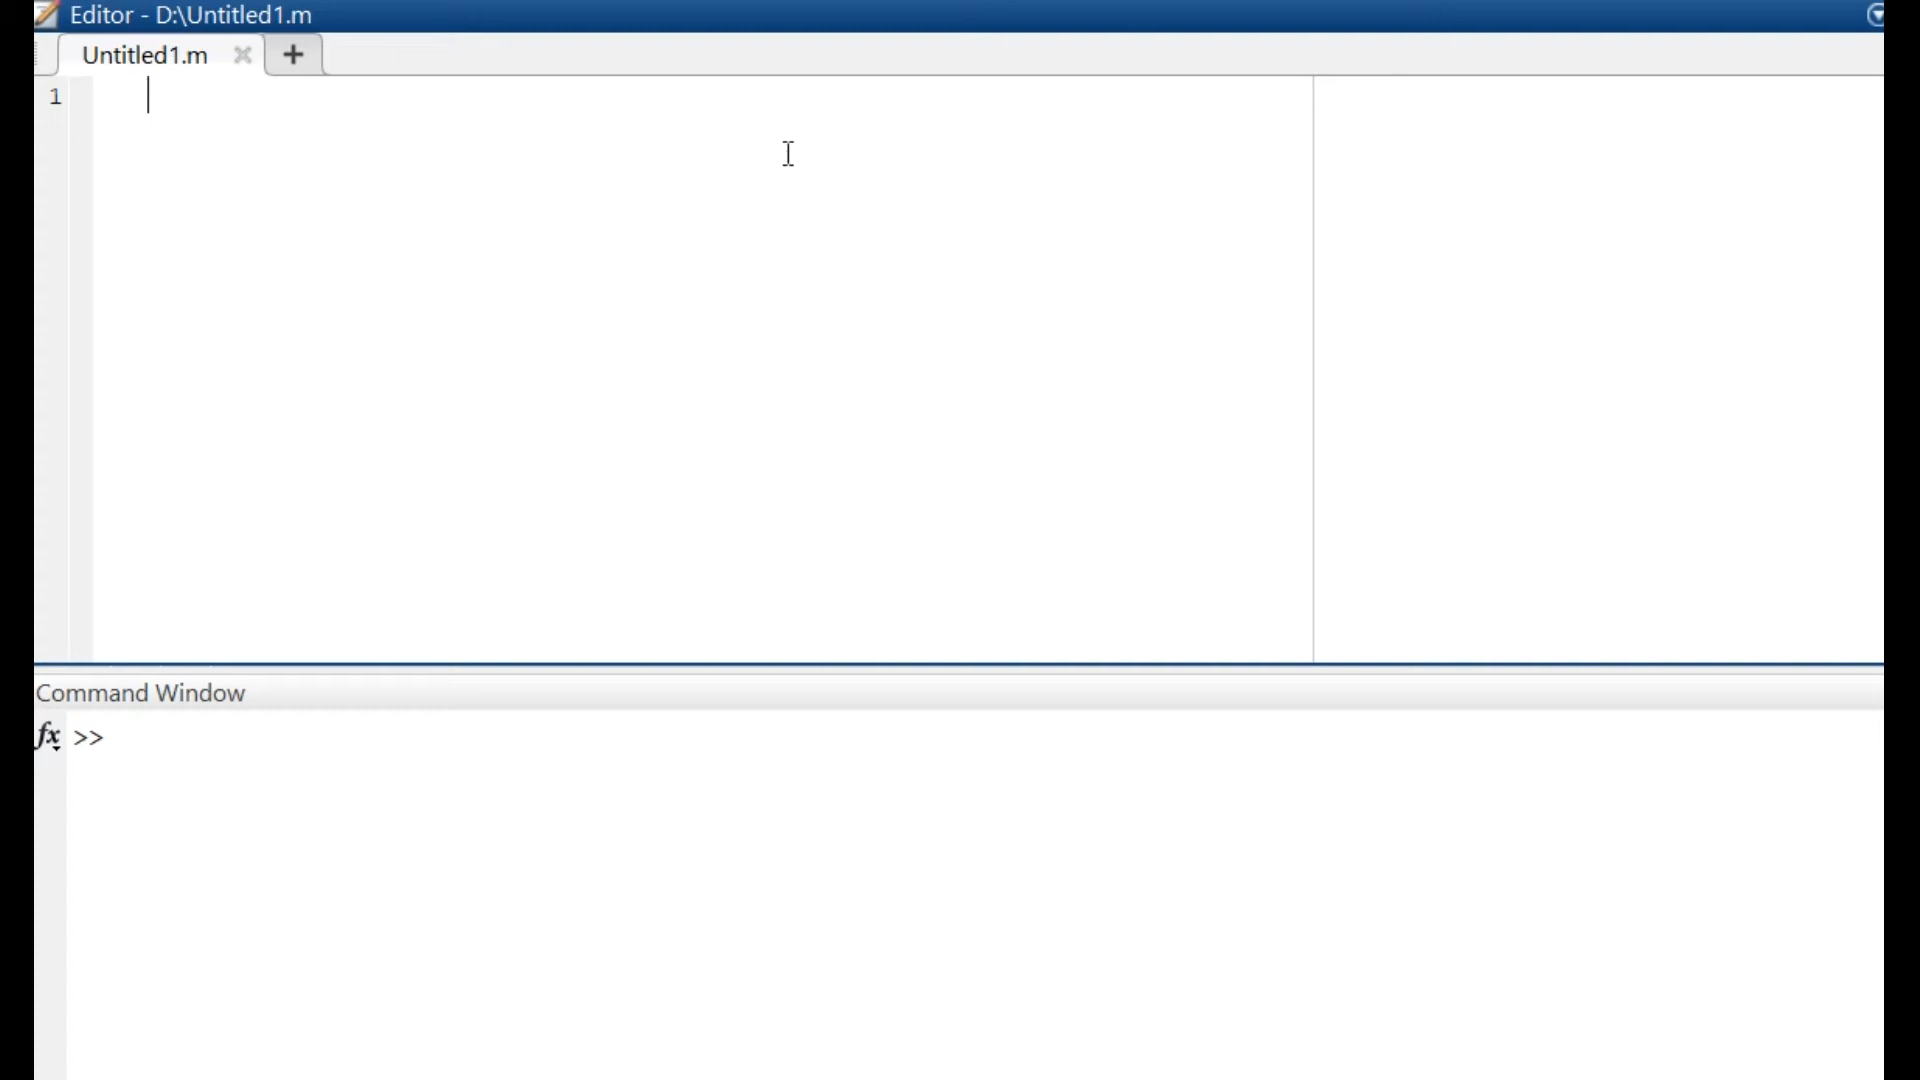 Editor - D:\Untitled1.m
Untitled1.m
1
Command Window
fx >>